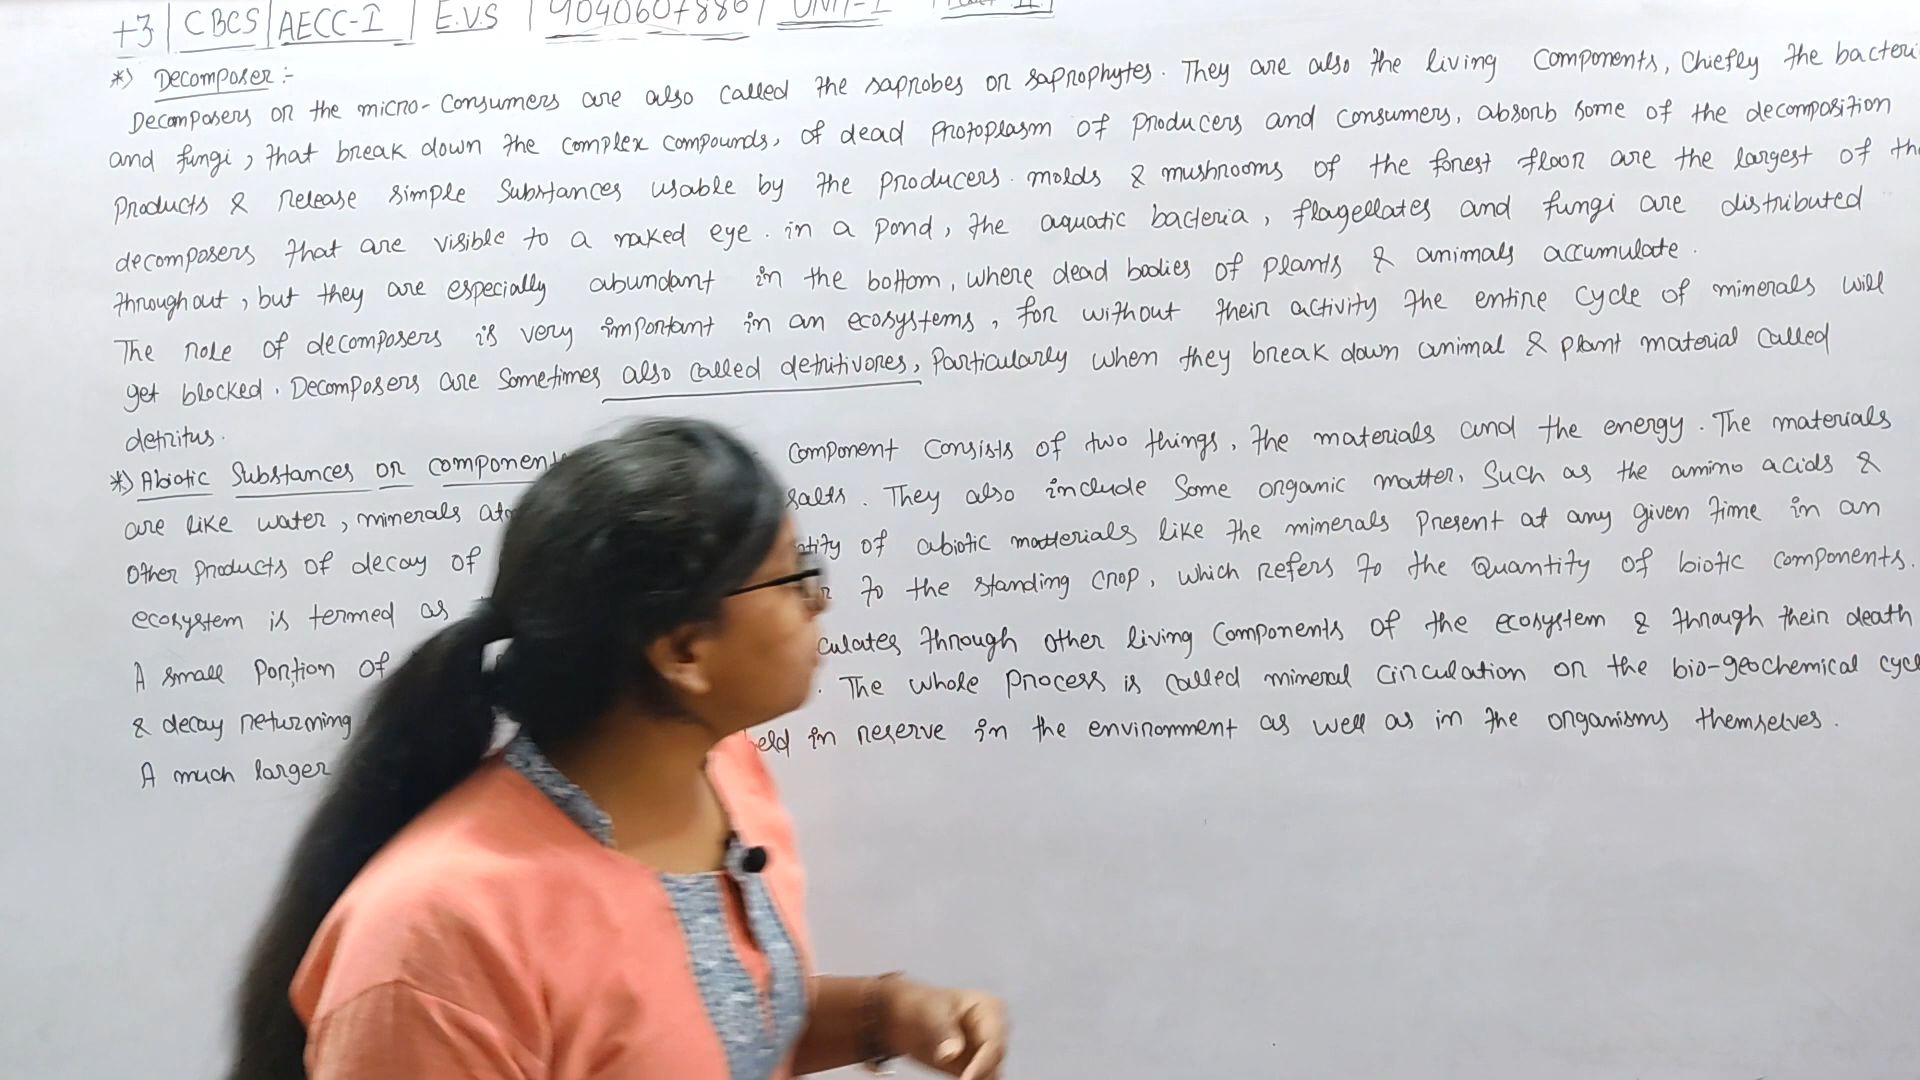 +3 | CBCS | AECC-I | E.V.S | 9040607886 | UNIT-I
*) Decomposer :-
Decomposers or the micro-consumers are also called the saprobes or saprophytes. They are also the living components, chiefly the bacteri
and fungi, that break down the complex compounds, of dead protoplasm of producers and consumers, absorb some of the decomposition
products & release simple substances usable by the producers. molds & mushrooms of the forest floor are the largest of the
decomposers that are visible to a naked eye. in a pond, the aquatic bacteria, flagellates and fungi are distributed
throughout, but they are especially abundant in the bottom, where dead bodies of plants & animals accumulate.
The role of decomposers is very important in an ecosystems, for without their activity the entire cycle of minerals will
get blocked. Decomposers are sometimes also called detritivores, particularly when they break down animal & plant material called
detritus.
*) Abiotic Substances or component component consists of two things, the materials and the energy. The materials
are like water, minerals atm salts. They also include some organic matter, such as the amino acids &
other products of decay of ntity of abiotic matterials like the minerals present at any given time in an
ecosystem is termed as to the standing crop, which refers to the quantity of biotic components.
A small portion of culates through other living components of the ecosystem & through their death
& decay returning . The whole process is called mineral circulation or the bio-geochemical cycl
A much larger eld in reserve in the environment as well as in the organisms themselves.